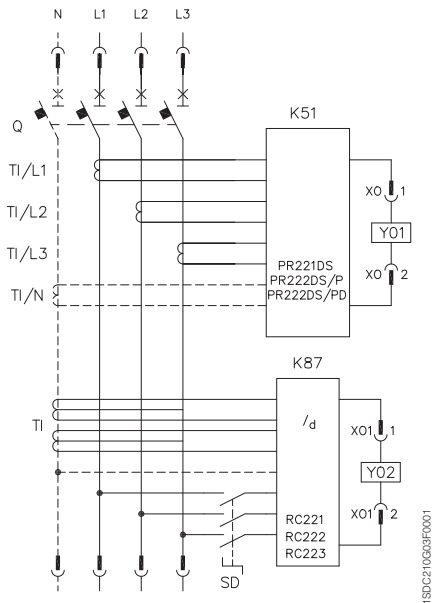 N L1 L2 L3
Q
K51
TI/L1
XO 1
TI/L2
Y01
TI/L3
PR221DS
XO 2
PR222DS/P
TI/N
PR222DS/PD
K87
TI
/d
XO1 1
Y02
XO1 2
RC221
RC222
RC223
SD
1SDC210G03F0001